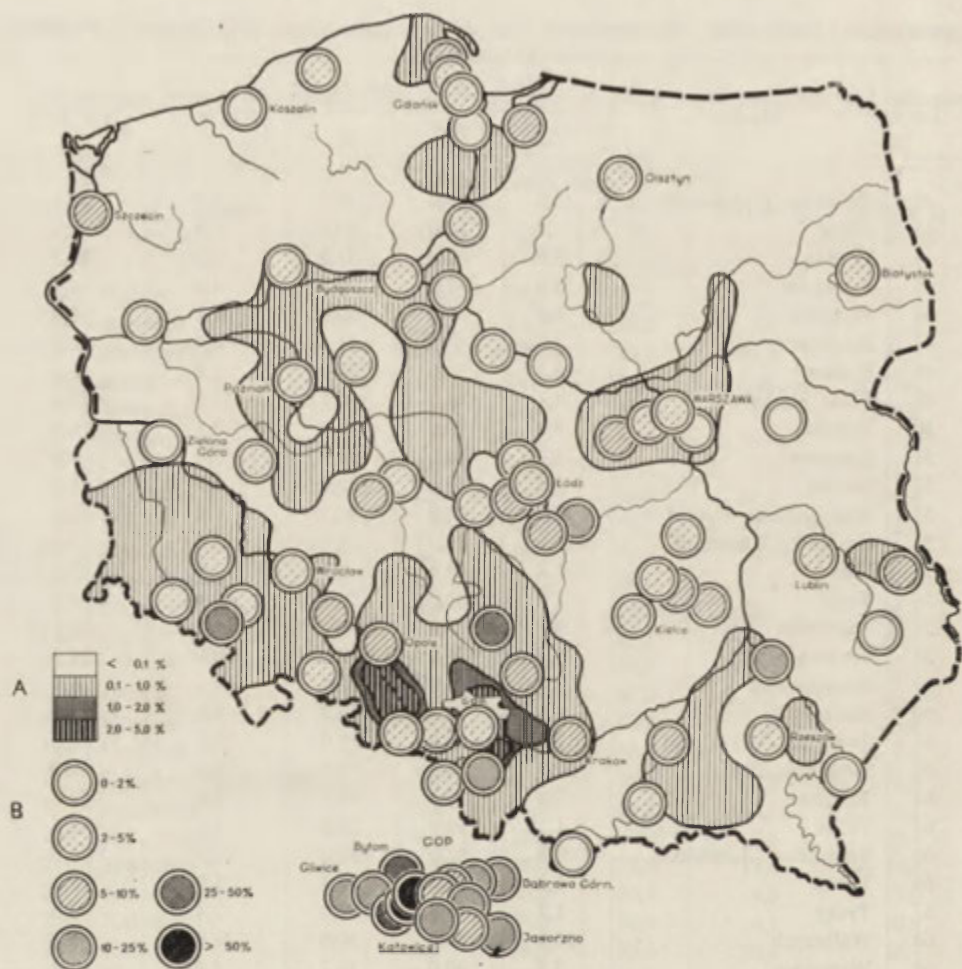 Koszalin
Gdańsk
Olsztyn
Szczecin
Białystok
Bydgoszcz
Poznań
WARSZAWA
Zielona
Góra
Łódź
Wrocław
Lublin
Kielce
Opole
A
< 0,1 %
0,1-1,0 %
1,0-2,0 %
2,0-5,0 %
Rzeszów
Kraków
B
0-2%
2-5%
5-10%
25-50%
10-25%
> 50%
GOP
Bytom
Gliwice
Dąbrowa Górn.
Katowice
Jaworzno